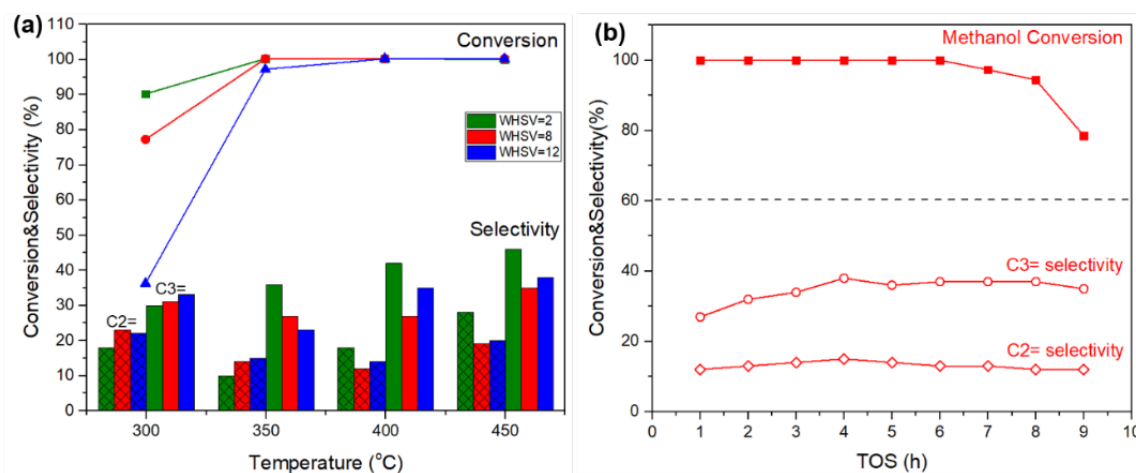 (a)
Conversion&Selectivity (%)
110
100
90
80
70
60
50
40
30
20
10
0
Conversion
WHSV=2
WHSV=8
WHSV=12
Selectivity
C2=
C3=
300
350
400
450
Temperature (°C)
(b)
Conversion&Selectivity(%)
100
80
60
40
20
0
Methanol Conversion
C3= selectivity
C2= selectivity
0
1
2
3
4
5
6
7
8
9
10
TOS (h)